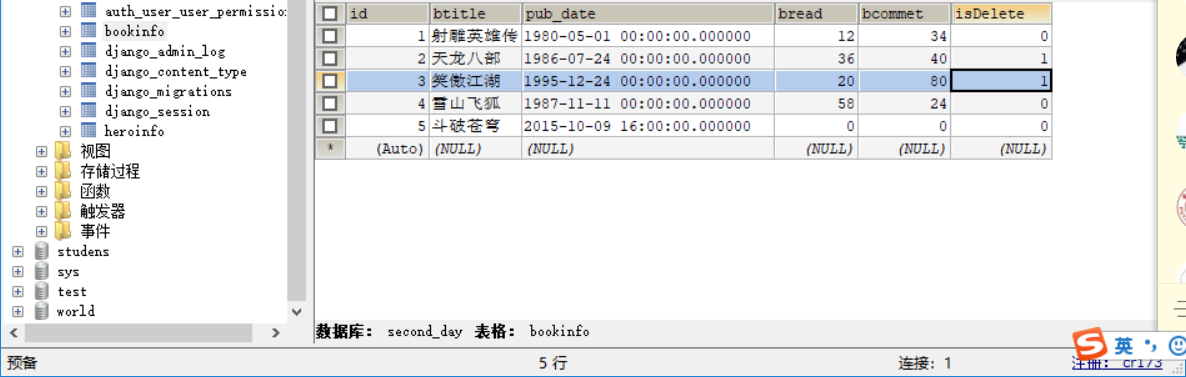 auth_user_user_permissio
bookinfo
django_admin_log
django_content_type
django_migrations
django_session
heroinfo
视图
存储过程
函数
触发器
事件
studens
sys
test
world
id btitle pub_date bread bcommet isDelete
1 射雕英雄传 1980-05-01 00:00:00.000000 12 34 0
2 天龙八部 1986-07-24 00:00:00.000000 36 40 1
3 笑傲江湖 1995-12-24 00:00:00.000000 20 80 1
4 雪山飞狐 1987-11-11 00:00:00.000000 58 24 0
5 斗破苍穹 2015-10-09 16:00:00.000000 0 0 0
* (Auto) (NULL) (NULL) (NULL) (NULL) (NULL)
数据库: second_day 表格: bookinfo
预备 5 行 连接: 1 注册: cr173
S 英